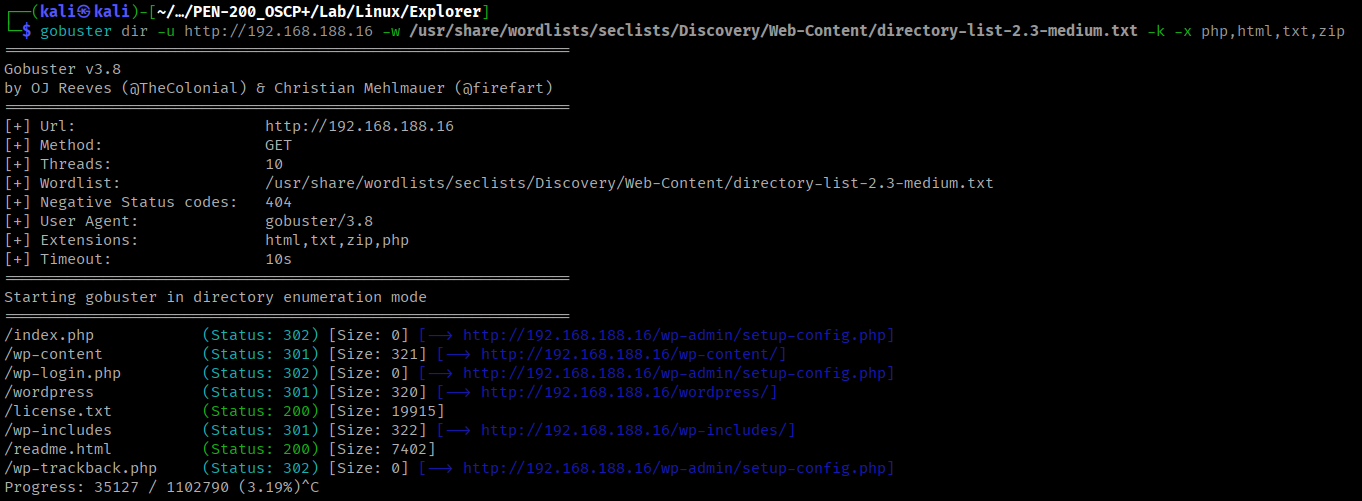 ┌──(kali㉿kali)-[~/…/PEN-200_OSCP+/Lab/Linux/Explorer]
└─$ gobuster dir -u http://192.168.188.16 -w /usr/share/wordlists/seclists/Discovery/Web-Content/directory-list-2.3-medium.txt -k -x php,html,txt,zip
===============================================================
Gobuster v3.8
by OJ Reeves (@TheColonial) & Christian Mehlmauer (@firefart)
===============================================================
[+] Url:                     http://192.168.188.16
[+] Method:                  GET
[+] Threads:                 10
[+] Wordlist:                /usr/share/wordlists/seclists/Discovery/Web-Content/directory-list-2.3-medium.txt
[+] Negative Status codes:   404
[+] User Agent:              gobuster/3.8
[+] Extensions:              html,txt,zip,php
[+] Timeout:                 10s
===============================================================
Starting gobuster in directory enumeration mode
===============================================================
/index.php            (Status: 302) [Size: 0] [--> http://192.168.188.16/wp-admin/setup-config.php]
/wp-content           (Status: 301) [Size: 321] [--> http://192.168.188.16/wp-content/]
/wp-login.php         (Status: 302) [Size: 0] [--> http://192.168.188.16/wp-admin/setup-config.php]
/wordpress            (Status: 301) [Size: 320] [--> http://192.168.188.16/wordpress/]
/license.txt          (Status: 200) [Size: 19915]
/wp-includes          (Status: 301) [Size: 322] [--> http://192.168.188.16/wp-includes/]
/readme.html          (Status: 200) [Size: 7402]
/wp-trackback.php     (Status: 302) [Size: 0] [--> http://192.168.188.16/wp-admin/setup-config.php]
Progress: 35127 / 1102790 (3.19%)^C